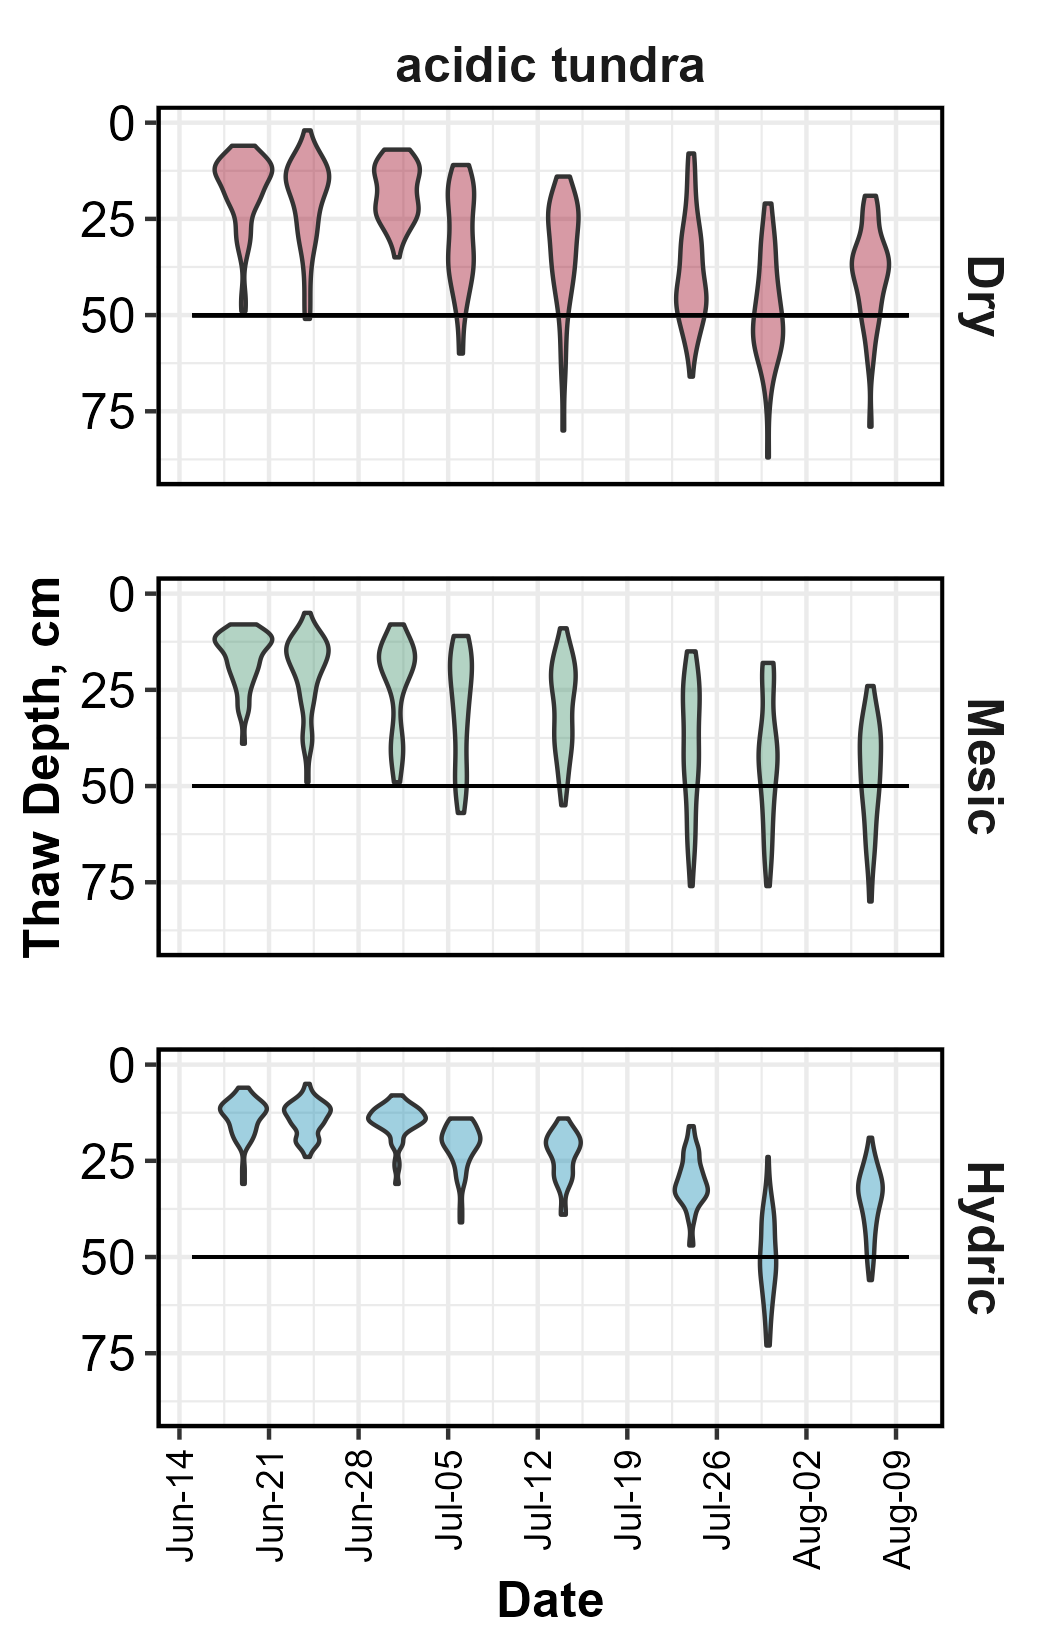 acidic tundra
0
25
50
75
Dry
Thaw Depth, cm
0
25
50
75
Mesic
0
25
50
75
Hydric
Jun-14
Jun-21
Jun-28
Jul-05
Jul-12
Jul-19
Jul-26
Aug-02
Aug-09
Date